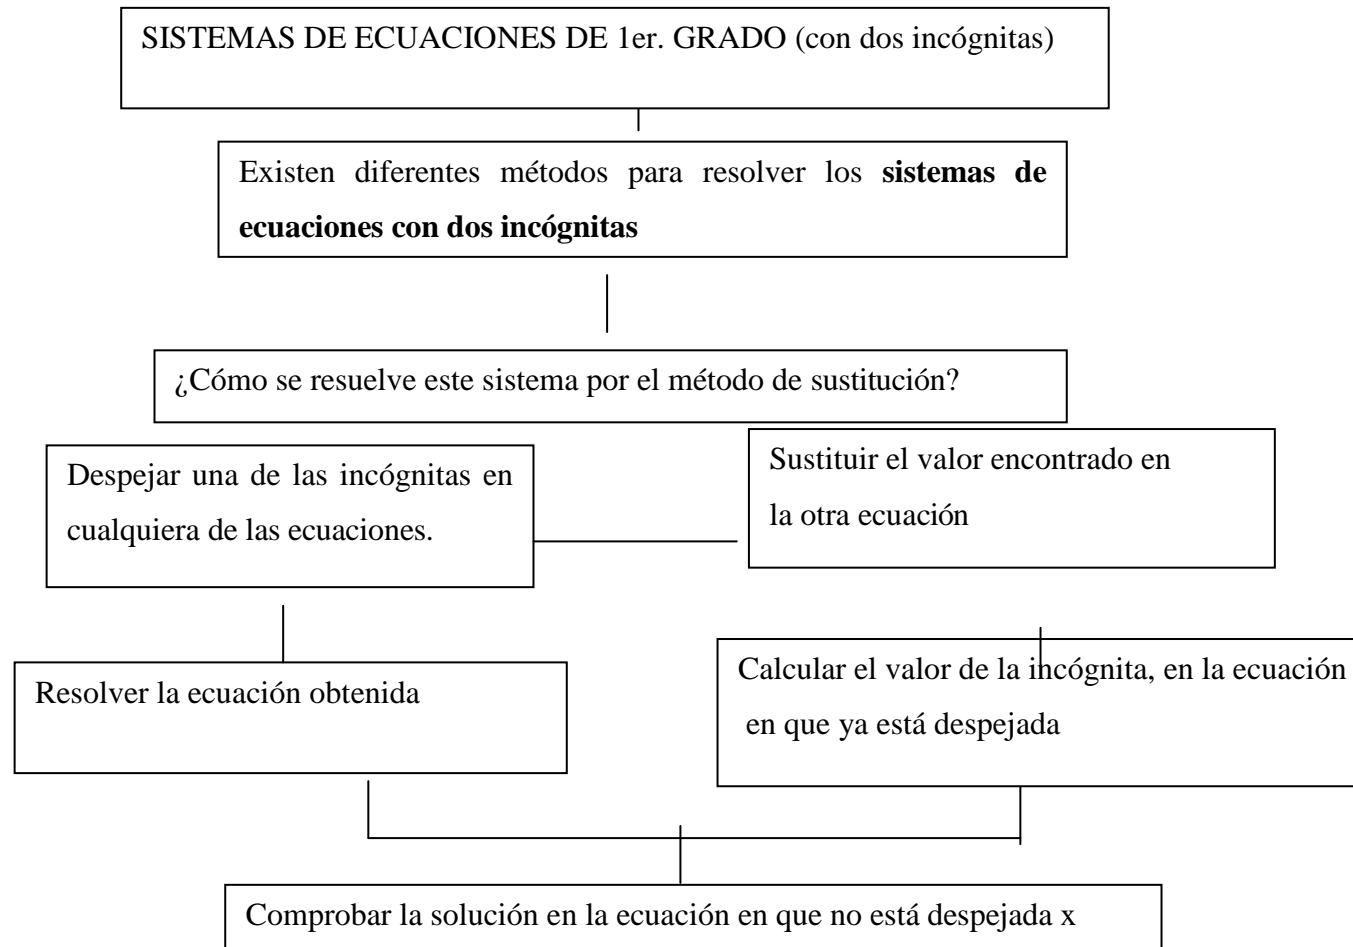 SISTEMAS DE ECUACIONES DE 1er. GRADO (con dos incógnitas)
Existen diferentes métodos para resolver los sistemas de
ecuaciones con dos incógnitas
¿Cómo se resuelve este sistema por el método de sustitución?
Despejar una de las incógnitas en
cualquiera de las ecuaciones.
Sustituir el valor encontrado en
la otra ecuación
Resolver la ecuación obtenida
Calcular el valor de la incógnita, en la ecuación
en que ya está despejada
Comprobar la solución en la ecuación en que no está despejada x